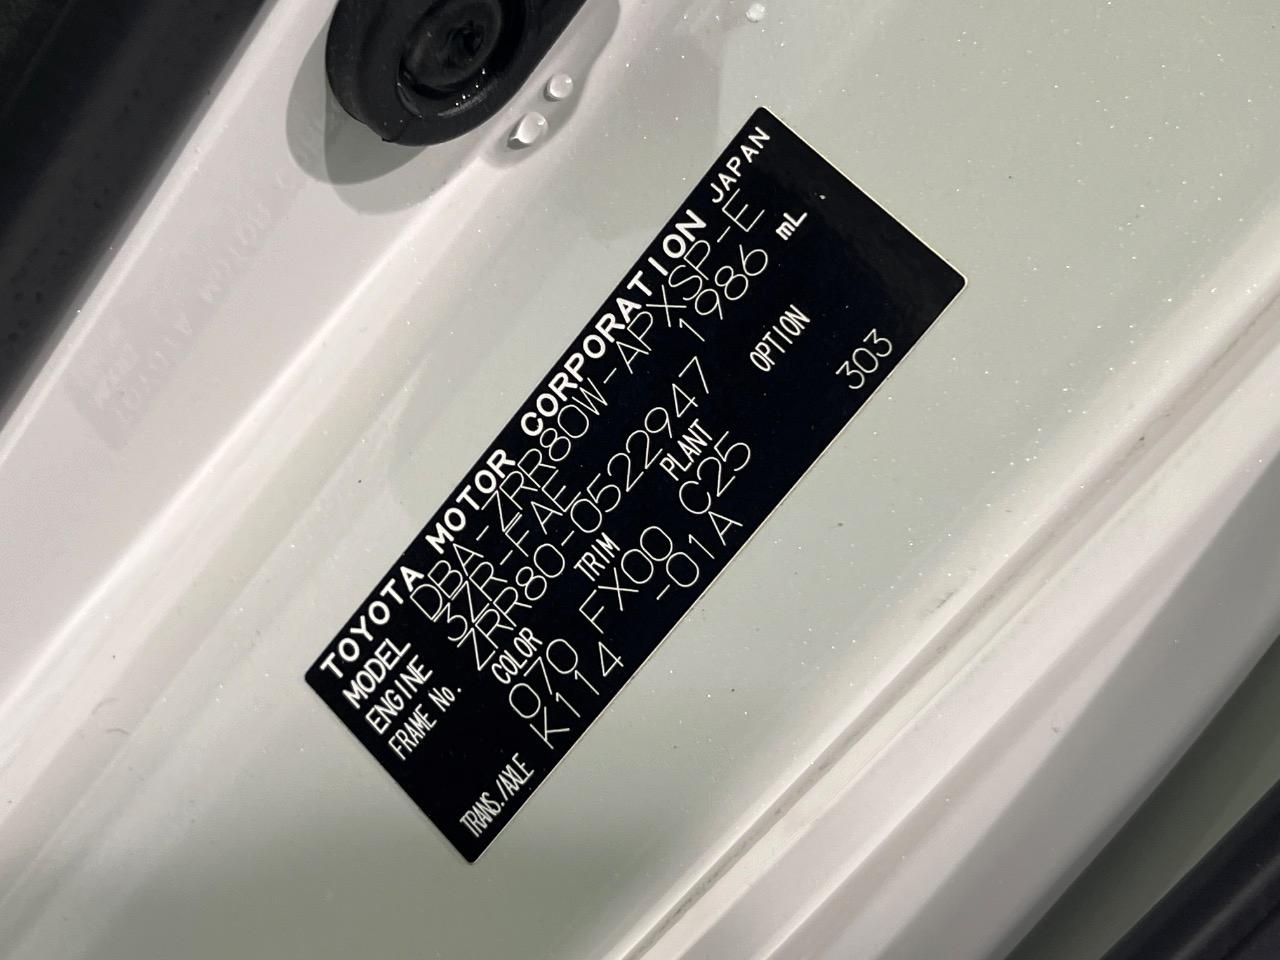 TOYOTA MOTOR CORPORATION JAPAN
MODEL DBA-ZRR80W-APXSP-E
ENGINE 3ZR-FAE 1986 mL
FRAME No. ZRR80-0522947
COLOR TRIM PLANT OPTION
070 FX00 C25 303
TRANS./AXLE K114 -01A